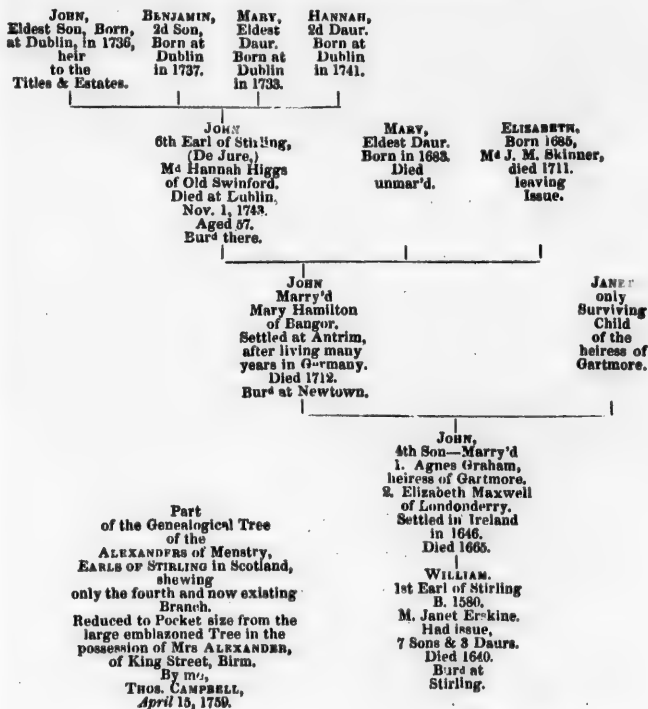 JOHN,
Eldest Son, Born,
at Dublin, in 1736,
heir
to the
Titles & Estates.
BENJAMIN,
2d Son,
Born at
Dublin
in 1737.
MARY,
Eldest
Daur.
Born at
Dublin
in 1733.
HANNAH,
2d Daur.
Born at
Dublin
in 1741.
JOHN
6th Earl of Stirling,
(De Jure,)
Md Hannah Higgs
of Old Swinford.
Died at Dublin,
Nov. 1, 1743.
Aged 57.
Burd there.
MARY,
Eldest Daur.
Born in 1683.
Died
unmar'd.
ELIZABETH.
Born 1685,
Md J. M. Skinner,
died 1711.
leaving
Issue.
JOHN
Marry'd
Mary Hamilton
of Bangor.
Settled at Antrim,
after living many
years in Germany.
Died 1712.
Burd at Newtown.
JANET
only
Surviving
Child
of the
heiress of
Gartmore.
JOHN,
4th Son—Marry'd
1. Agnes Graham,
heiress of Gartmore.
2. Elizabeth Maxwell
of Londonderry.
Settled in Ireland
in 1646.
Died 1665.
WILLIAM.
1st Earl of Stirling
B. 1580.
M. Janet Erskine.
Had issue,
7 Sons & 3 Daurs.
Died 1640.
Burd at
Stirling.
Part
of the Genealogical Tree
of the
ALEXANDERS of Menstry,
EARLS OF STIRLING in Scotland,
shewing
only the fourth and now existing
Branch.
Reduced to Pocket size from the
large emblazoned Tree in the
possession of Mrs ALEXANDER,
of King Street, Birm.
By me,
THOS. CAMPBELL,
April 15, 1759.